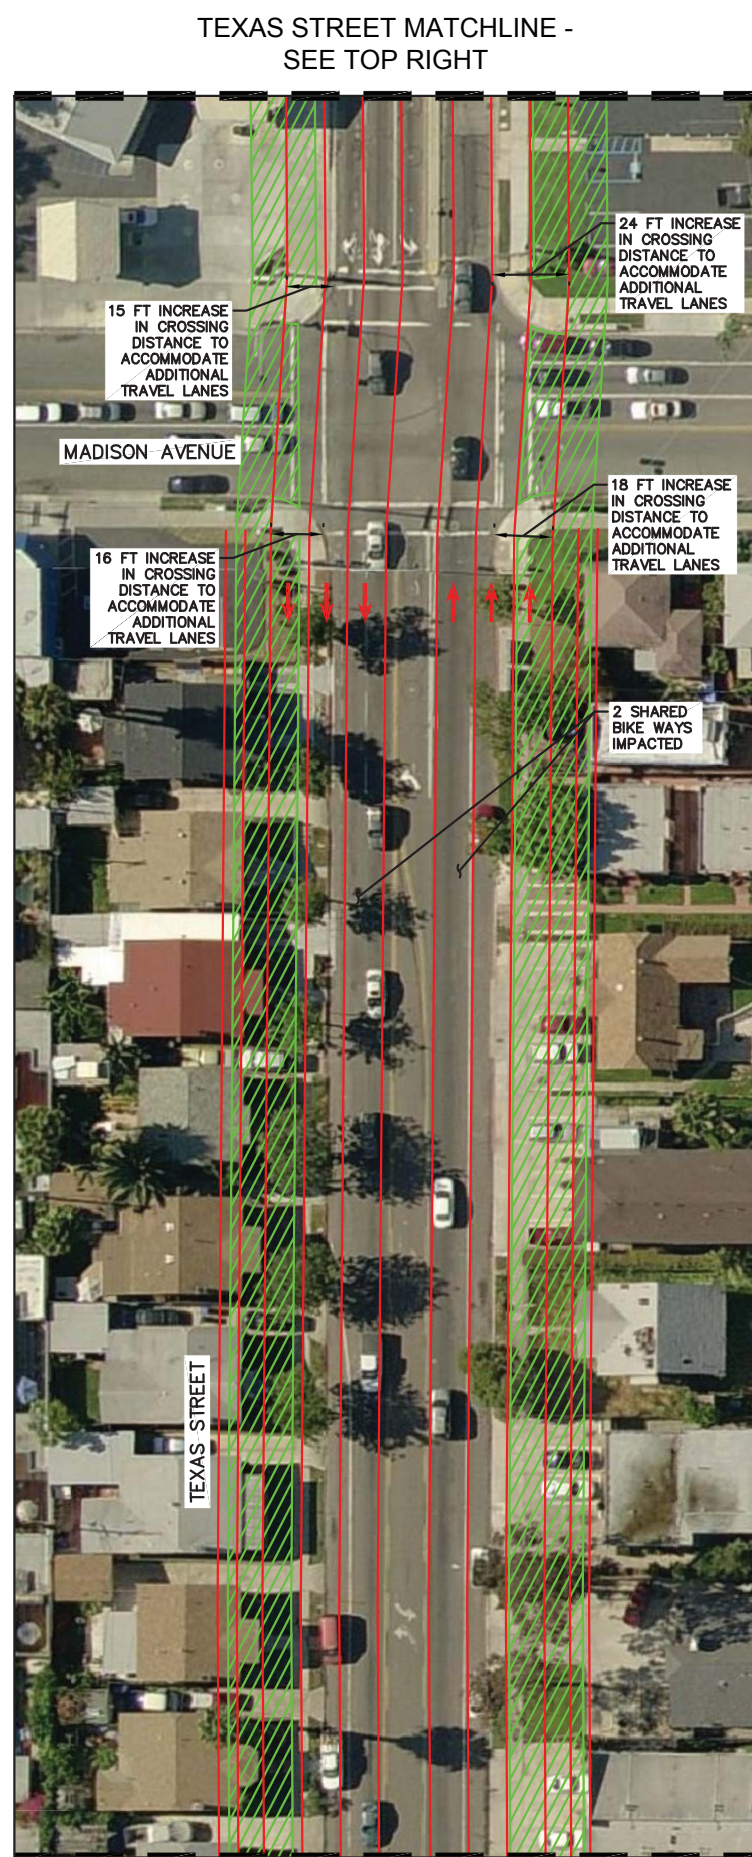 TEXAS STREET MATCHLINE -
SEE TOP RIGHT
24 FT INCREASE
IN CROSSING
DISTANCE TO
ACCOMMODATE
ADDITIONAL
TRAVEL LANES
15 FT INCREASE
IN CROSSING
DISTANCE TO
ACCOMMODATE
ADDITIONAL
TRAVEL LANES
MADISON AVENUE
18 FT INCREASE
IN CROSSING
DISTANCE TO
ACCOMMODATE
ADDITIONAL
TRAVEL LANES
16 FT INCREASE
IN CROSSING
DISTANCE TO
ACCOMMODATE
ADDITIONAL
TRAVEL LANES
2 SHARED
BIKE WAYS
IMPACTED
TEXAS STREET